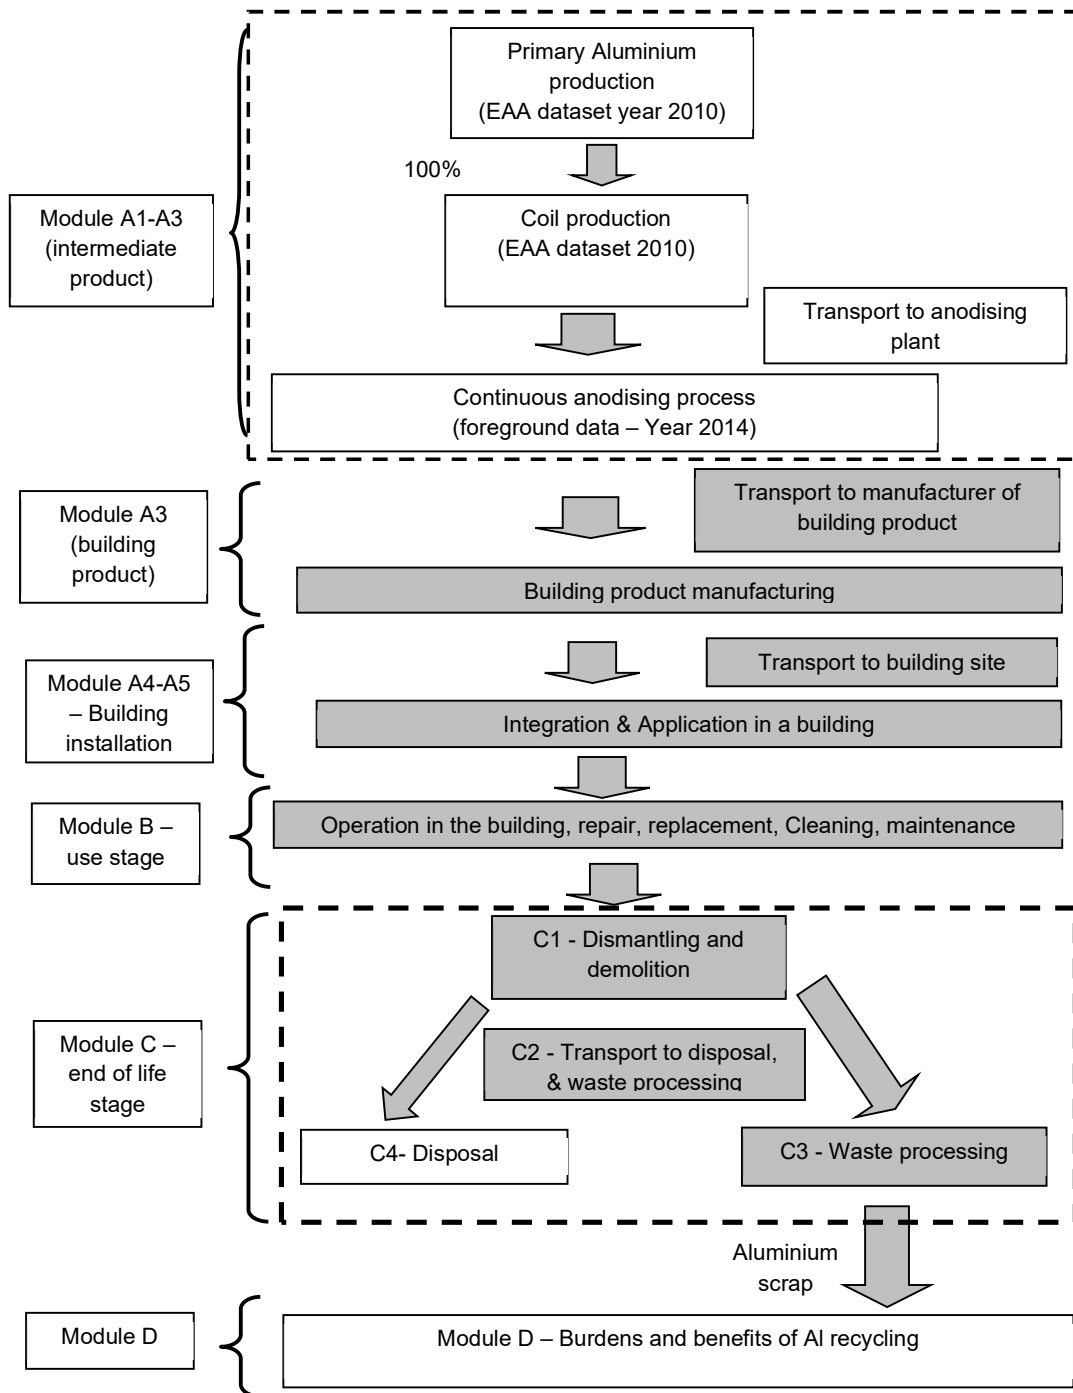 Primary Aluminium
production
(EAA dataset year 2010)
100%
Module A1-A3
(intermediate
product)
Coil production
(EAA dataset 2010)
Transport to anodising
plant
Continuous anodising process
(foreground data – Year 2014)
Module A3
(building
product)
Transport to manufacturer of
building product
Building product manufacturing
Module A4-A5
– Building
installation
Transport to building site
Integration & Application in a building
Module B –
use stage
Operation in the building, repair, replacement, Cleaning, maintenance
Module C –
end of life
stage
C1 - Dismantling and
demolition
C2 - Transport to disposal,
& waste processing
C4- Disposal
C3 - Waste processing
Aluminium
scrap
Module D
Module D – Burdens and benefits of Al recycling